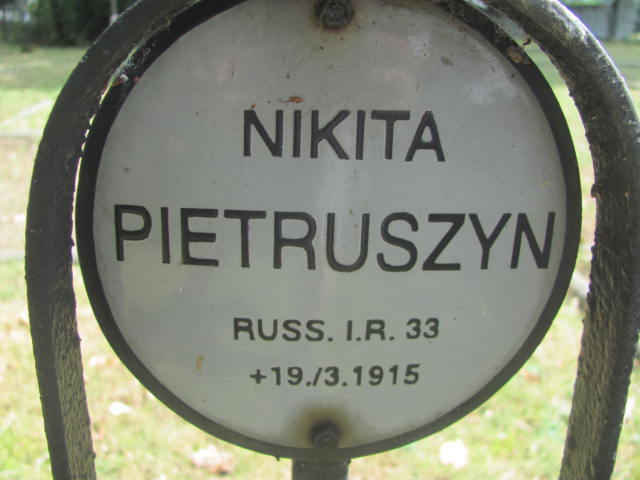 NIKITA
PIETRUSZYN
RUSS. I.R. 33
+19./3.1915